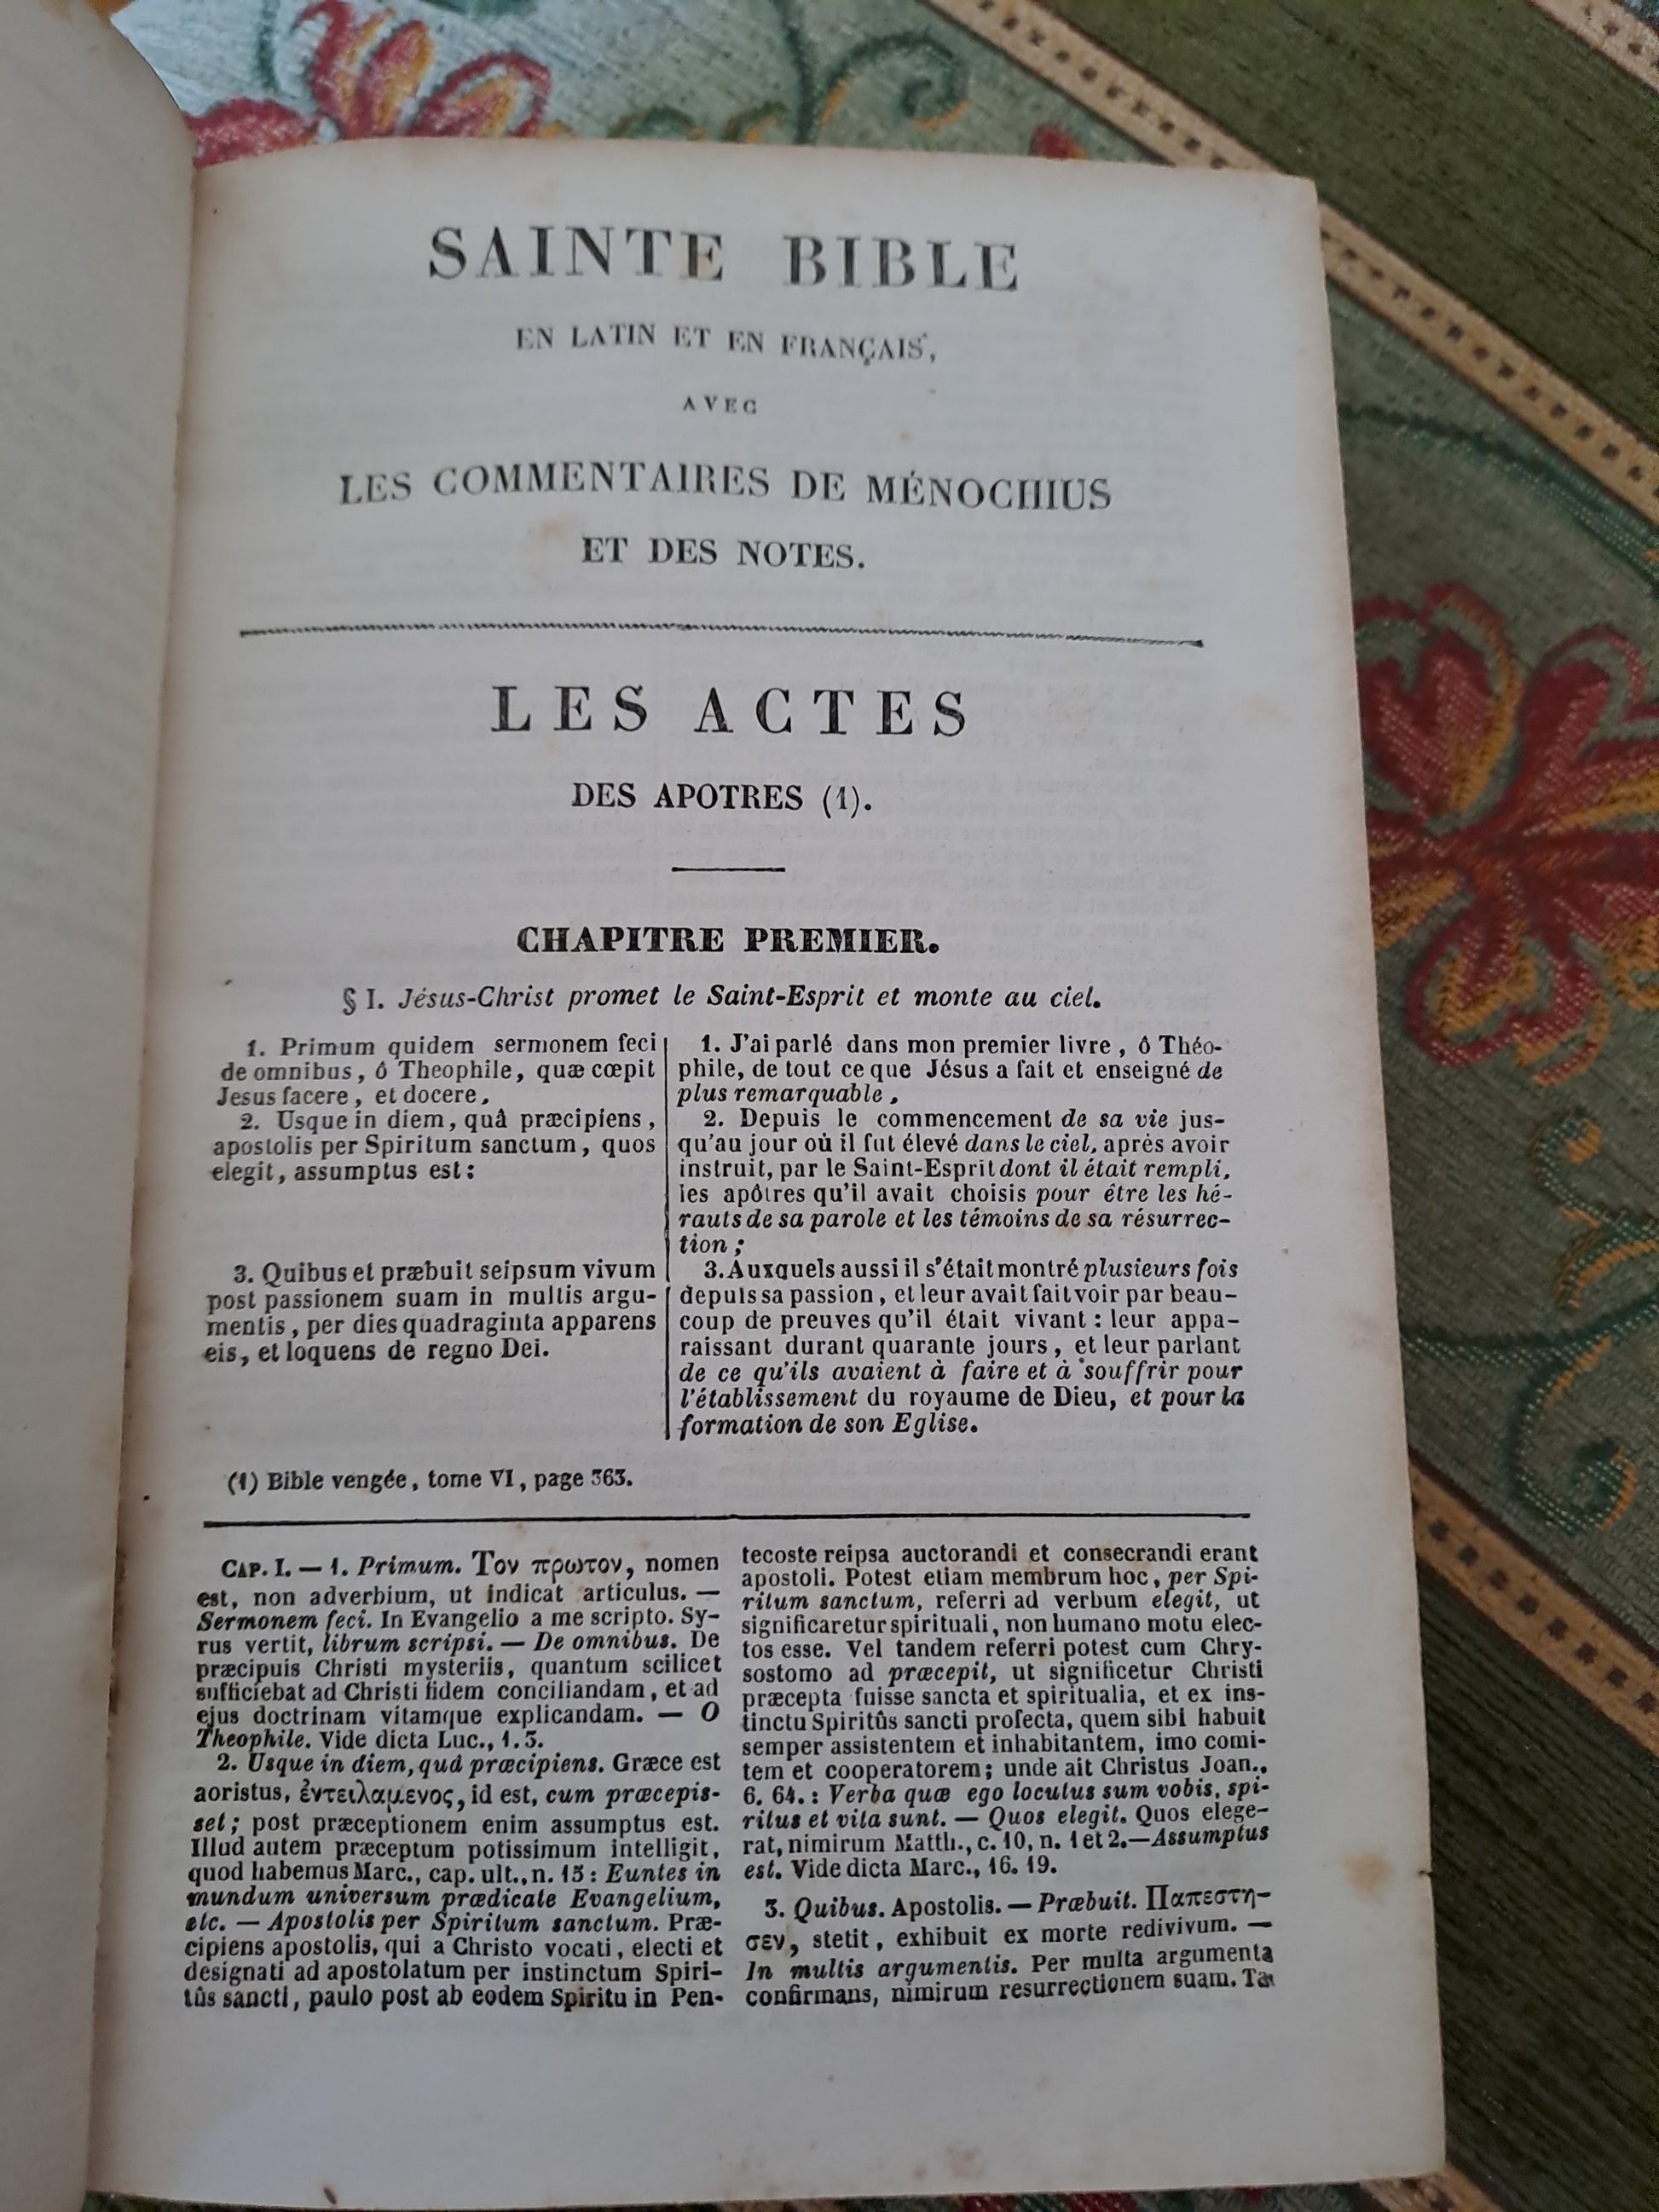 SAINTE BIBLE
EN LATIN ET EN FRANÇAIS,
AVEC
LES COMMENTAIRES DE MÉNOCHIUS
ET DES NOTES.
LES ACTES
DES APOTRES (1).
CHAPITRE PREMIER.
§ I. Jésus-Christ promet le Saint-Esprit et monte au ciel.
1. Primum quidem sermonem feci
de omnibus, ô Theophile, quæ cœpit
Jesus facere, et docere,
2. Usque in diem, quâ præcipiens,
apostolis per Spiritum sanctum, quos
elegit, assumptus est:
3. Quibus et præbuit seipsum vivum
post passionem suam in multis argu-
mentis, per dies quadraginta apparens
eis, et loquens de regno Dei.
1. J'ai parlé dans mon premier livre, ô Théo-
phile, de tout ce que Jésus a fait et enseigné de
plus remarquable,
2. Depuis le commencement de sa vie jus-
qu'au jour où il fut élevé dans le ciel, après avoir
instruit, par le Saint-Esprit dont il était rempli,
les apôtres qu'il avait choisis pour être les hé-
rauts de sa parole et les témoins de sa résurrec-
tion;
3. Auxquels aussi il s'était montré plusieurs fois
depuis sa passion, et leur avait fait voir par beau-
coup de preuves qu'il était vivant: leur appa-
raissant durant quarante jours, et leur parlant
de ce qu'ils avaient à faire et à souffrir pour
l'établissement du royaume de Dieu, et pour la
formation de son Eglise.
(1) Bible vengée, tome VI, page 363.
CAP. I. — 1. Primum. Τον πρωτον, nomen
est, non adverbium, ut indicat articulus. —
Sermonem feci. In Evangelio a me scripto. Sy-
rus vertit, librum scripsi. — De omnibus. De
præcipuis Christi mysteriis, quantum scilicet
sufficiebat ad Christi fidem conciliandam, et ad
ejus doctrinam vitamque explicandam. — O
Theophile. Vide dicta Luc., 1. 3.
2. Usque in diem, quâ præcipiens. Græce est
aoristus, ἐντειλαμενος, id est, cum præcepis-
set; post præceptionem enim assumptus est.
Illud autem præceptum potissimum intelligit,
quod habemus Marc., cap. ult., n. 15: Euntes in
mundum universum prædicate Evangelium,
etc. — Apostolis per Spiritum sanctum. Præ-
cipiens apostolis, qui a Christo vocati, electi et
designati ad apostolatum per instinctum Spiri-
tûs sancti, paulo post ab eodem Spiritu in Pen-
tecoste reipsa auctorandi et consecrandi erant
apostoli. Potest etiam membrum hoc, per Spi-
ritum sanctum, referri ad verbum elegit, ut
significaretur spirituali, non humano motu elec-
tos esse. Vel tandem referri potest cum Chry-
sostomo ad præcepit, ut significetur Christi
præcepta fuisse sancta et spiritualia, et ex ins-
tinctu Spiritûs sancti profecta, quem sibi habuit
semper assistentem et inhabitantem, imo comi-
tem et cooperatorem; unde ait Christus Joan.,
6. 64.: Verba quæ ego locutus sum vobis, spi-
ritus et vita sunt. — Quos elegit. Quos elege-
rat, nimirum Matth., c. 10, n. 1 et 2. — Assumptus
est. Vide dicta Marc., 16. 19.
3. Quibus. Apostolis. — Præbuit. Παπεστη-
σεν, stetit, exhibuit ex morte redivivum. —
In multis argumentis. Per multa argumenta
confirmans, nimirum resurrectionem suam. Ta-